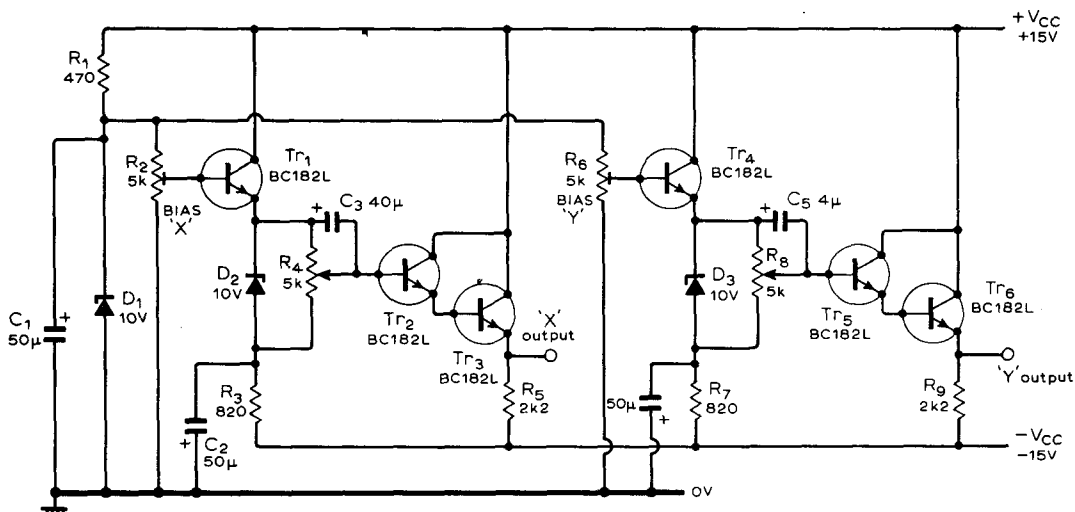 +VCC
+15V
R1
470
R2
5k
BIAS
'X'
Tr1
BC182L
C3 40μ
R6
5k
BIAS
'Y'
Tr4
BC182L
C5 4μ
D2
10V
R4
5k
Tr2
BC182L
D3
10V
R8
5k
Tr5
BC182L
Tr6
BC182L
C1
50μ
+
D1
10V
Tr3
BC182L
'X'
output
'Y' output
R3
820
C2
50μ
+
R5
2k2
50μ
+
R7
820
R9
2k2
-VCC
-15V
0V
+
+